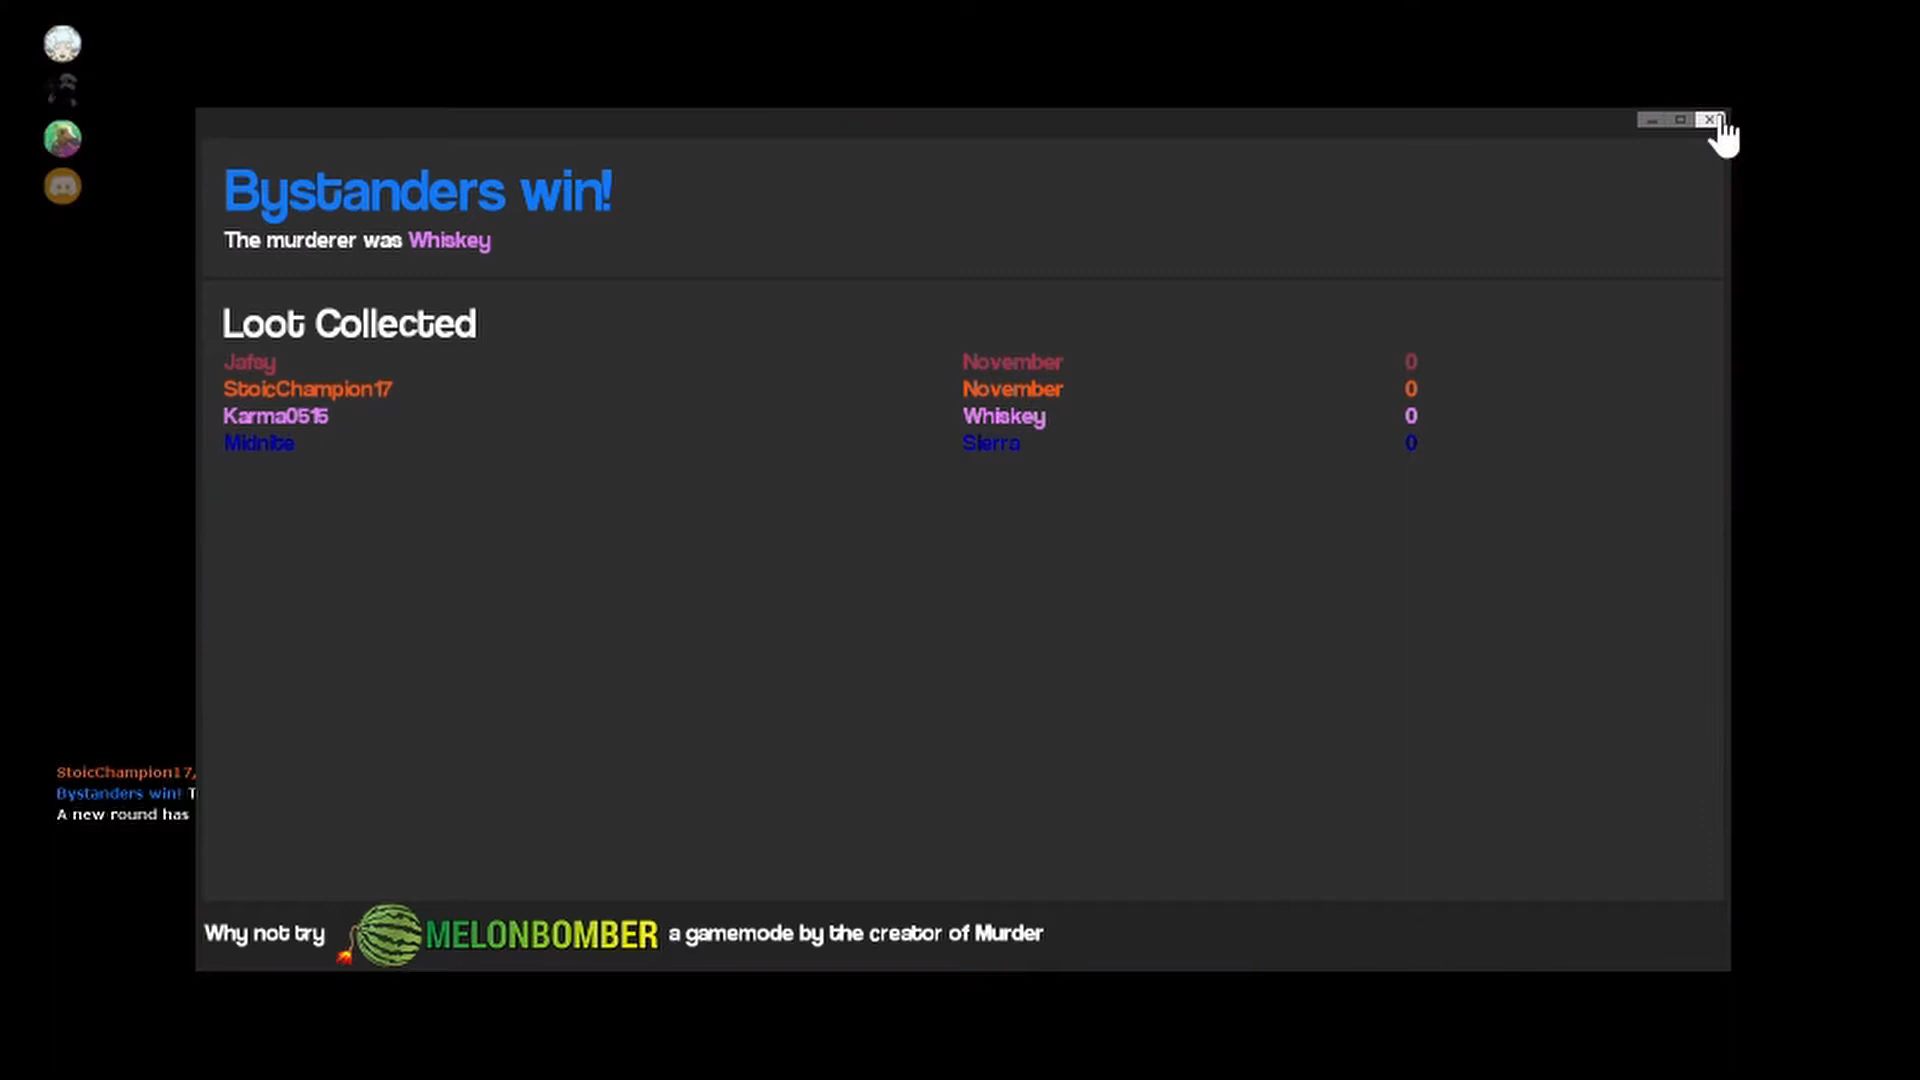 Bystanders win!
The murderer was Whiskey
Loot Collected
Jafsy November 0
StoicChampion17 November 0
Karma0515 Whiskey 0
Midnite Sierra 0
StoicChampion17,
Bystanders win! T
A new round has
Why not try MELONBOMBER a gamemode by the creator of Murder